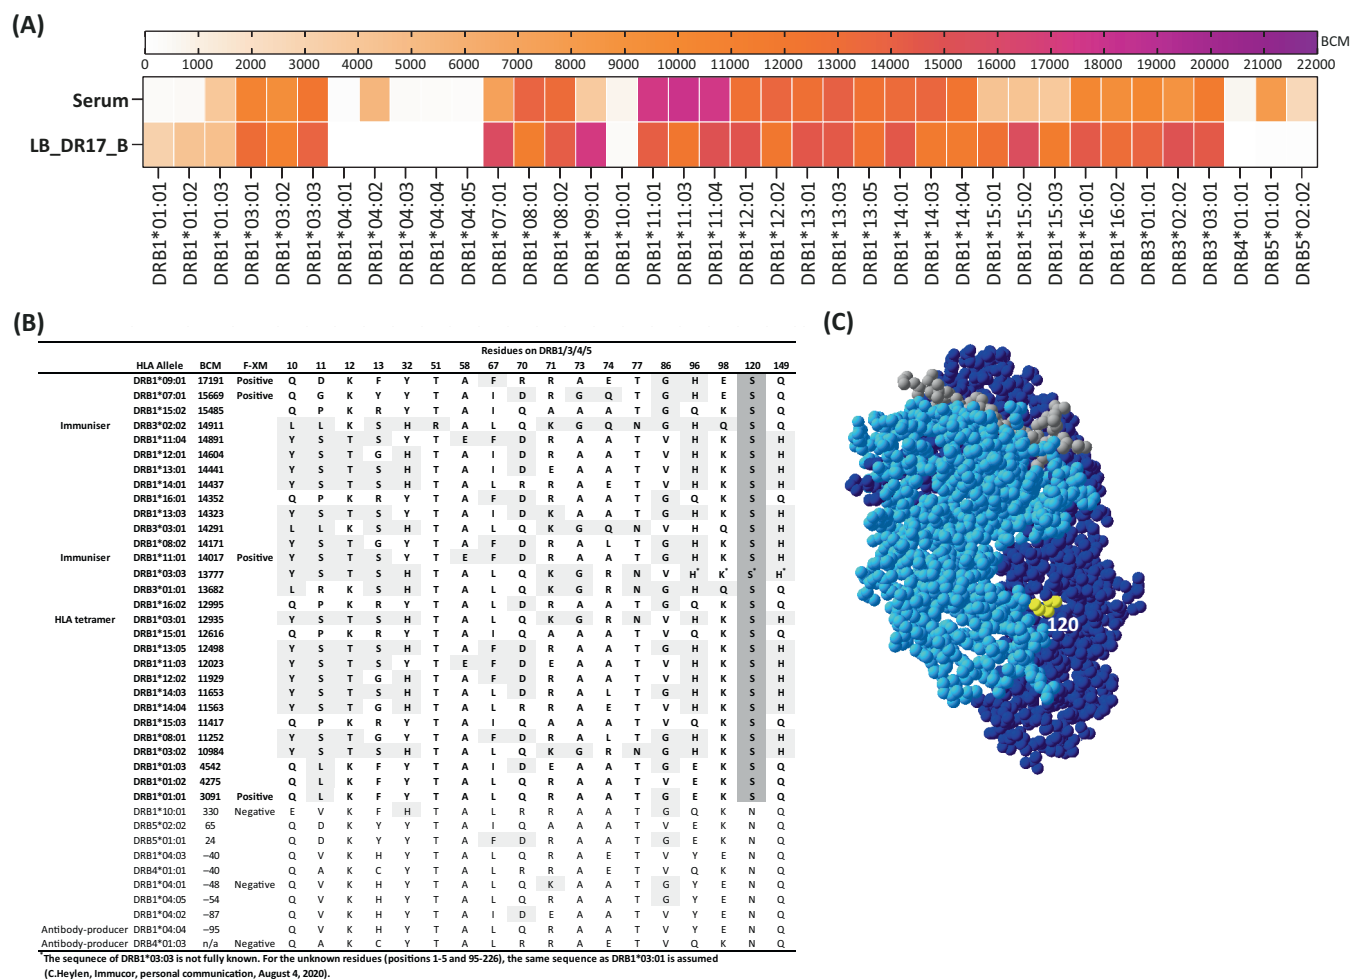 (A)
BCM
0 1000 2000 3000 4000 5000 6000 7000 8000 9000 10000 11000 12000 13000 14000 15000 16000 17000 18000 19000 20000 21000 22000
Serum
LB_DR17_B
DRB1*01:01
DRB1*01:02
DRB1*01:03
DRB1*03:01
DRB1*03:02
DRB1*03:03
DRB1*04:01
DRB1*04:02
DRB1*04:03
DRB1*04:04
DRB1*04:05
DRB1*07:01
DRB1*08:01
DRB1*08:02
DRB1*09:01
DRB1*10:01
DRB1*11:01
DRB1*11:03
DRB1*11:04
DRB1*12:01
DRB1*12:02
DRB1*13:01
DRB1*13:03
DRB1*13:05
DRB1*14:01
DRB1*14:03
DRB1*14:04
DRB1*15:01
DRB1*15:02
DRB1*15:03
DRB1*16:01
DRB1*16:02
DRB3*01:01
DRB3*02:02
DRB3*03:01
DRB4*01:01
DRB5*01:01
DRB5*02:02
(B)
Residues on DRB1/3/4/5
HLA Allele BCM F-XM 10 11 12 13 32 51 58 67 70 71 73 74 77 86 96 98 120 149
DRB1*09:01 17191 Positive Q D K F Y T A F R R A E T G H E S Q
DRB1*07:01 15669 Positive Q G K Y Y T A I D R G Q T G H E S Q
DRB1*15:02 15485 Q P K R Y T A I Q A A A T G Q K S Q
Immuniser DRB3*02:02 14911 L L K S H R A L Q K G Q N G H Q S Q
DRB1*11:04 14891 Y S T S Y T E F D R A A T V H K S H
DRB1*12:01 14604 Y S T G H T A I D R A A T V H K S H
DRB1*13:01 14441 Y S T S H T A I D E A A T V H K S H
DRB1*14:01 14437 Y S T S H T A L R R A E T V H K S H
DRB1*16:01 14352 Q P K R Y T A F D R A A T G Q K S Q
DRB1*13:03 14323 Y S T S Y T A I D K A A T G H K S H
DRB3*03:01 14291 L L K S H T A L Q K G Q N V H Q S Q
DRB1*08:02 14171 Y S T G Y T A F D R A L T G H K S H
Immuniser DRB1*11:01 14017 Positive Y S T S Y T E F D R A A T G H K S H
DRB1*03:03 13777 Y S T S H T A L Q K G R N V H* K* S* H*
DRB3*01:01 13682 L R K S H T A L Q K G R N G H Q S Q
DRB1*16:02 12995 Q P K R Y T A L D R A A T G Q K S Q
HLA tetramer DRB1*03:01 12935 Y S T S H T A L Q K G R N V H K S H
DRB1*15:01 12616 Q P K R Y T A I Q A A A T V Q K S Q
DRB1*13:05 12498 Y S T S H T A F D R A A T G H K S H
DRB1*11:03 12023 Y S T S Y T E F D E A A T V H K S H
DRB1*12:02 11929 Y S T G H T A F D R A A T V H K S H
DRB1*14:03 11653 Y S T S H T A L D R A L T G H K S H
DRB1*14:04 11563 Y S T G H T A L R R A E T V H K S H
DRB1*15:03 11417 Q P K R Y T A I Q A A A T V Q K S Q
DRB1*08:01 11252 Y S T G Y T A F D R A L T G H K S H
DRB1*03:02 10984 Y S T S H T A L Q K G R N G H K S H
DRB1*01:03 4542 Q L K F Y T A I D E A A T G E K S Q
DRB1*01:02 4275 Q L K F Y T A L Q R A A T V E K S Q
DRB1*01:01 3091 Positive Q L K F Y T A L Q R A A T G E K S Q
DRB1*10:01 330 Negative E V K F H T A L R R A A T G Q K N Q
DRB5*02:02 65 Q D K Y Y T A I Q A A A T V E K N Q
DRB5*01:01 24 Q D K Y Y T A F D R A A T G E K N Q
DRB1*04:03 –40 Q V K H Y T A L Q R A E T V Y E N Q
DRB4*01:01 –40 Q A K C Y T A L R R A E T V Q K N Q
DRB1*04:01 –48 Negative Q V K H Y T A L Q K A A T G Y E N Q
DRB1*04:05 –54 Q V K H Y T A L Q R A A T G Y E N Q
DRB1*04:02 –87 Q V K H Y T A I D E A A T V Y E N Q
Antibody-producer DRB1*04:04 –95 Q V K H Y T A L Q R A A T V Y E N Q
Antibody-producer DRB4*01:03 n/a Negative Q A K C Y T A L R R A E T V Q K N Q
*The sequnece of DRB1*03:03 is not fully known. For the unknown residues (positions 1-5 and 95-226), the same sequence as DRB1*03:01 is assumed
(C.Heylen, Immucor, personal communication, August 4, 2020).
(C)
120